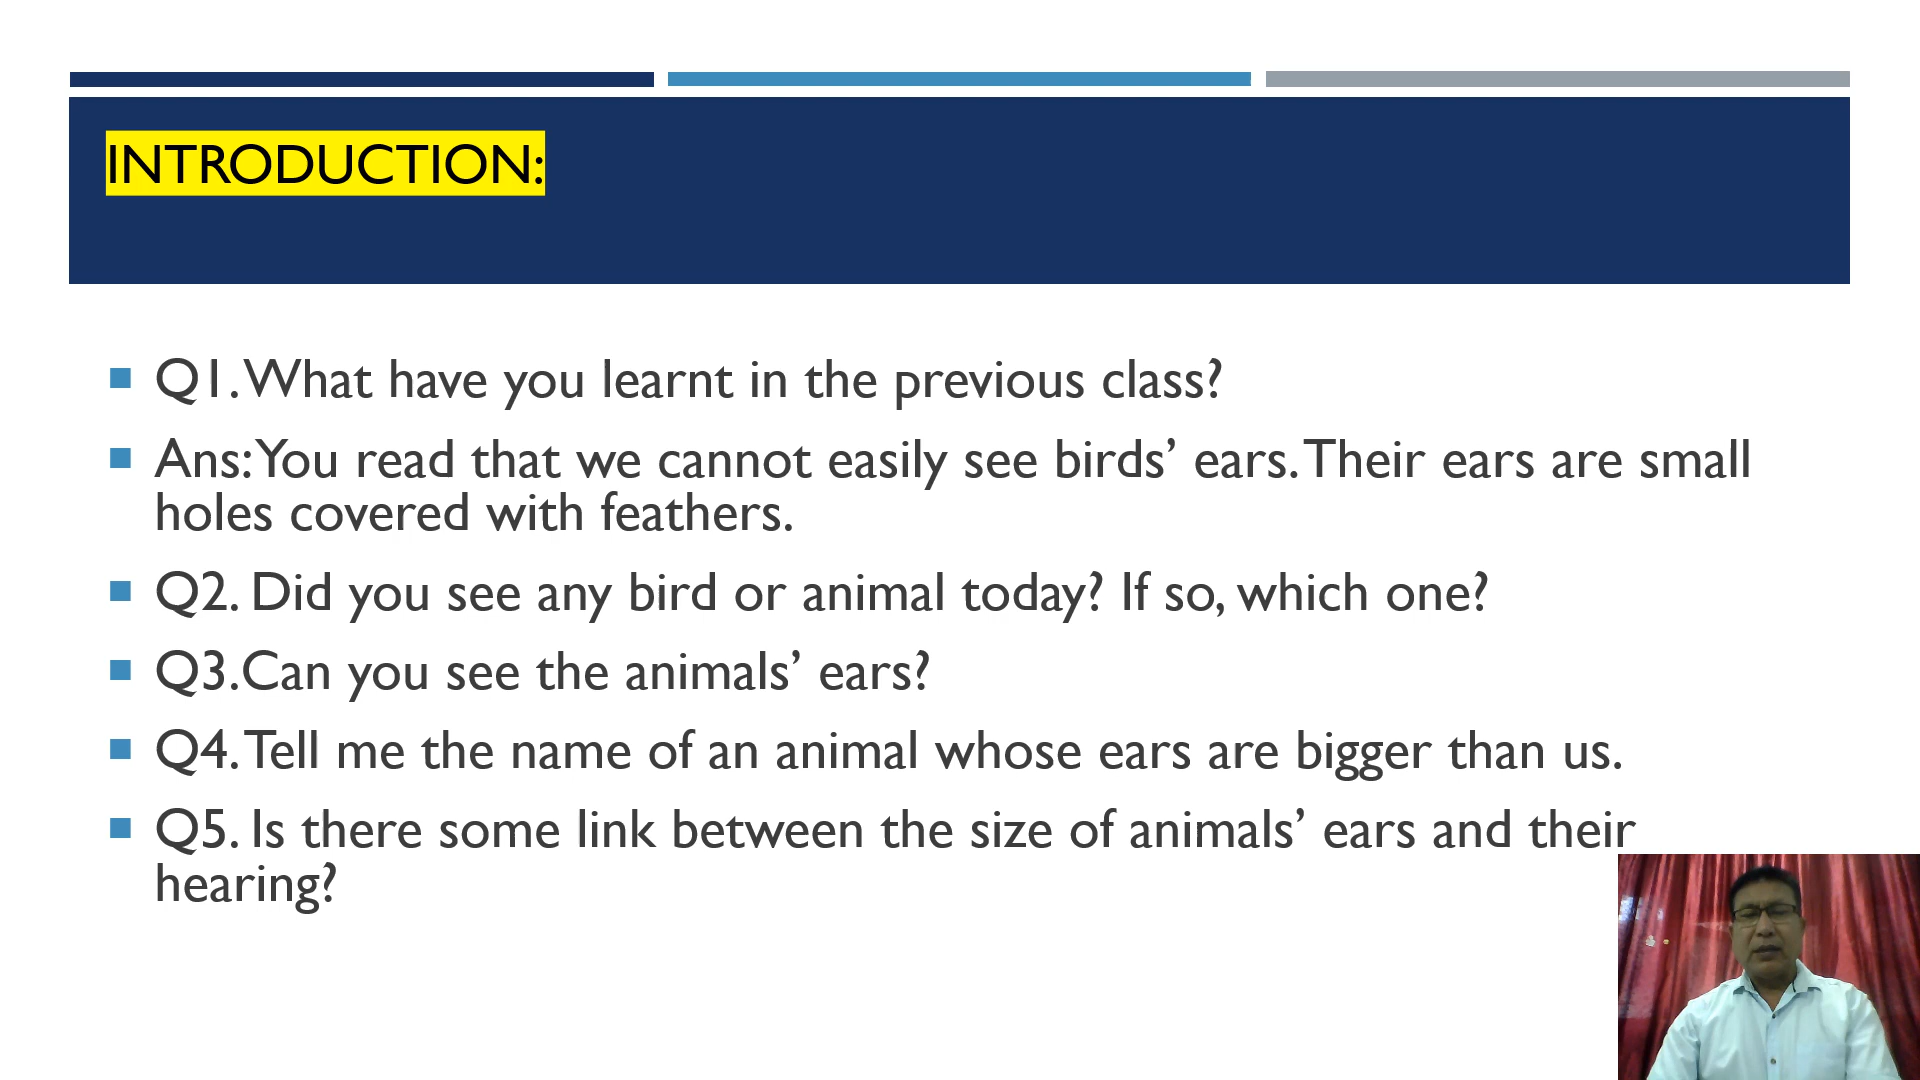 INTRODUCTION:
Q1. What have you learnt in the previous class?
Ans: You read that we cannot easily see birds’ ears. Their ears are small
holes covered with feathers.
Q2. Did you see any bird or animal today? If so, which one?
Q3.Can you see the animals’ ears?
Q4. Tell me the name of an animal whose ears are bigger than us.
Q5. Is there some link between the size of animals’ ears and their
hearing?